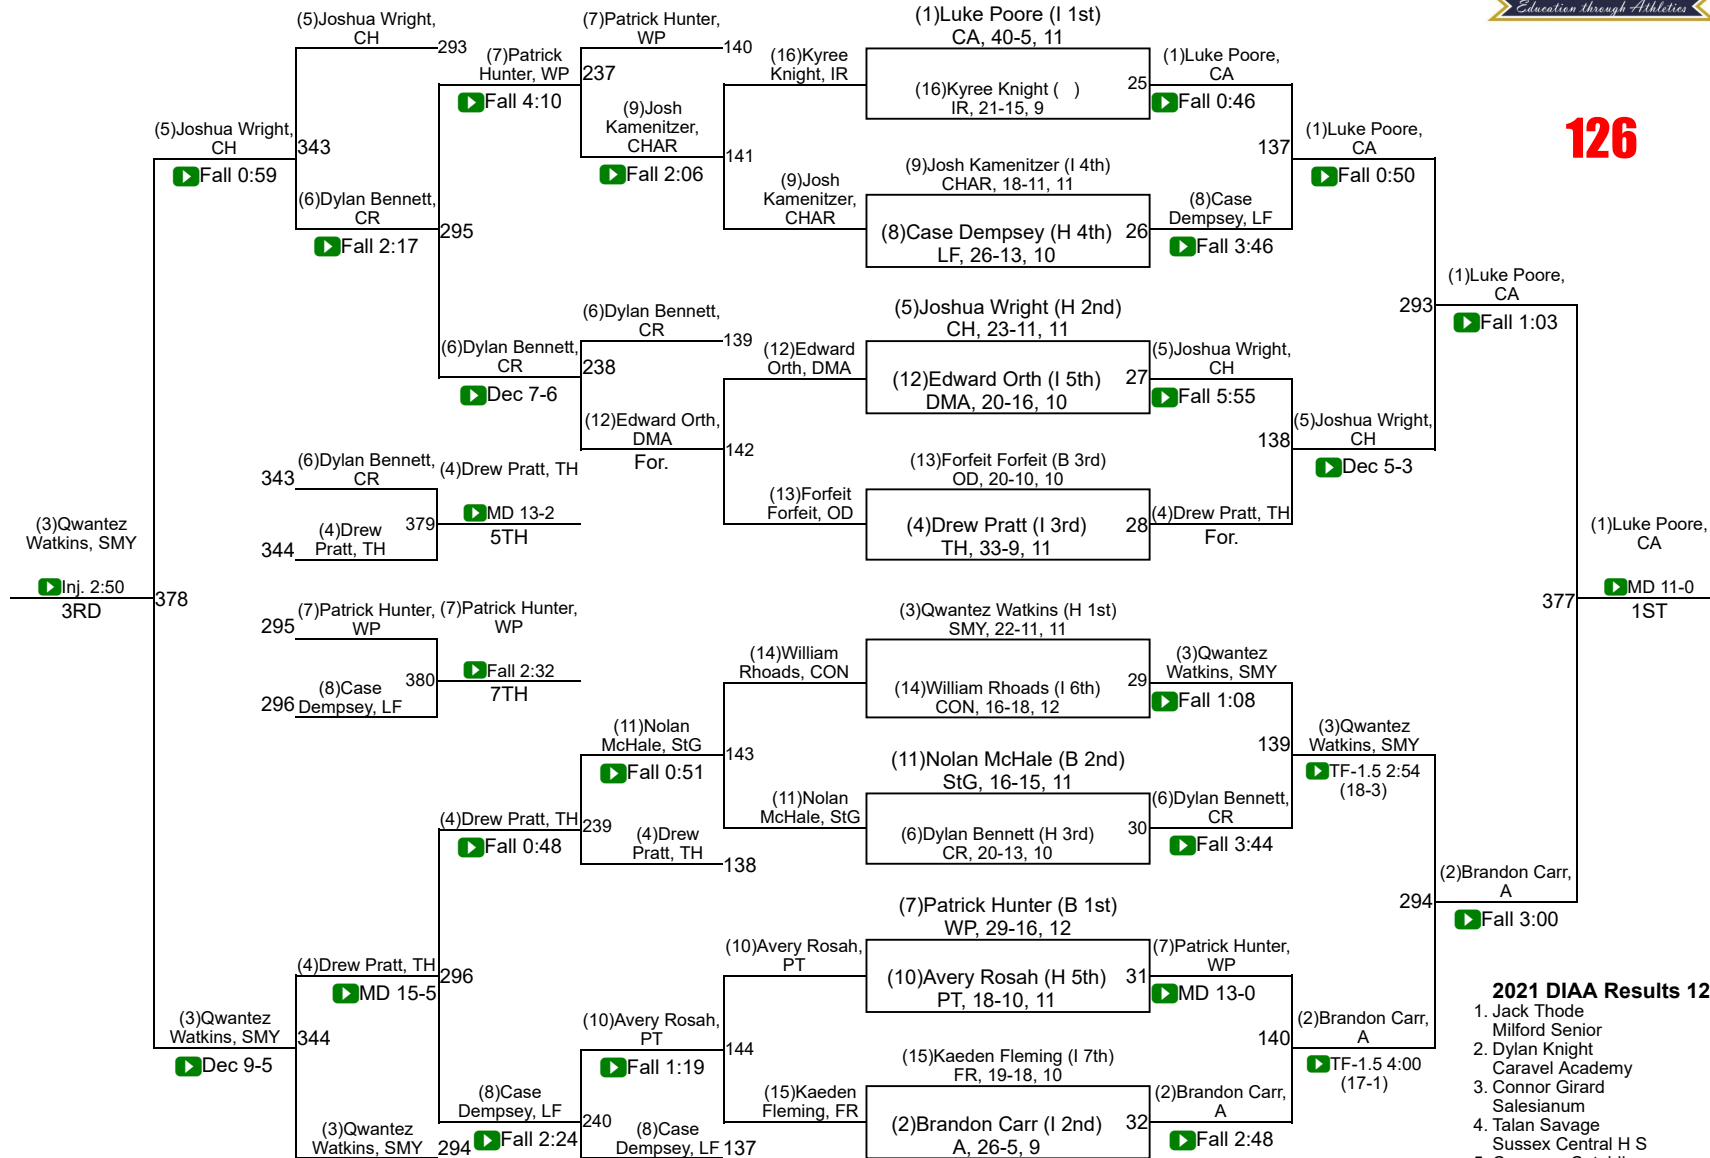 Education through Athletics
126
(5)Joshua Wright,
CH
293
(7)Patrick
Hunter, WP
Fall 4:10
(7)Patrick Hunter,
WP
140
237
(9)Josh
Kamenitzer,
CHAR
Fall 2:06
141
(16)Kyree
Knight, IR
(9)Josh
Kamenitzer,
CHAR
(1)Luke Poore (I 1st)
CA, 40-5, 11
(16)Kyree Knight ( )
IR, 21-15, 9
25
(1)Luke Poore,
CA
Fall 0:46
(9)Josh Kamenitzer (I 4th)
CHAR, 18-11, 11
(8)Case Dempsey (H 4th)
LF, 26-13, 10
26
(8)Case
Dempsey, LF
Fall 3:46
137
(1)Luke Poore,
CA
Fall 0:50
(5)Joshua Wright,
CH
Fall 0:59
343
(6)Dylan Bennett,
CR
Fall 2:17
295
(6)Dylan Bennett,
CR
Dec 7-6
(6)Dylan Bennett,
CR
139
238
(12)Edward Orth,
DMA
For.
142
(12)Edward
Orth, DMA
(13)Forfeit
Forfeit, OD
(5)Joshua Wright (H 2nd)
CH, 23-11, 11
(12)Edward Orth (I 5th)
DMA, 20-16, 10
27
(5)Joshua Wright,
CH
Fall 5:55
(13)Forfeit Forfeit (B 3rd)
OD, 20-10, 10
(4)Drew Pratt (I 3rd)
TH, 33-9, 11
28
(4)Drew Pratt, TH
For.
138
(5)Joshua Wright,
CH
Dec 5-3
293
(1)Luke Poore,
CA
Fall 1:03
343
(6)Dylan Bennett,
CR
344
(4)Drew
Pratt, TH
379
(4)Drew Pratt, TH
MD 13-2
5TH
(3)Qwantez
Watkins, SMY
Inj. 2:50
3RD
378
295
(7)Patrick Hunter,
WP
296
(8)Case
Dempsey, LF
380
(7)Patrick Hunter,
WP
Fall 2:32
7TH
377
(1)Luke Poore,
CA
MD 11-0
1ST
(14)William
Rhoads, CON
(11)Nolan
McHale, StG
(3)Qwantez Watkins (H 1st)
SMY, 22-11, 11
(14)William Rhoads (I 6th)
CON, 16-18, 12
29
(3)Qwantez
Watkins, SMY
Fall 1:08
(11)Nolan McHale (B 2nd)
StG, 16-15, 11
(6)Dylan Bennett (H 3rd)
CR, 20-13, 10
30
(6)Dylan Bennett,
CR
Fall 3:44
139
(3)Qwantez
Watkins, SMY
TF-1.5 2:54
(18-3)
(11)Nolan
McHale, StG
Fall 0:51
143
(4)Drew Pratt, TH
Fall 0:48
239
(4)Drew
Pratt, TH
138
(4)Drew Pratt, TH
MD 15-5
296
(3)Qwantez
Watkins, SMY
Dec 9-5
344
(3)Qwantez
Watkins, SMY
294
(8)Case
Dempsey, LF
Fall 2:24
(10)Avery Rosah,
PT
Fall 1:19
144
240
(8)Case
Dempsey, LF
137
(10)Avery Rosah,
PT
(15)Kaeden
Fleming, FR
(7)Patrick Hunter (B 1st)
WP, 29-16, 12
(10)Avery Rosah (H 5th)
PT, 18-10, 11
31
(7)Patrick Hunter,
WP
MD 13-0
(15)Kaeden Fleming (I 7th)
FR, 19-18, 10
(2)Brandon Carr (I 2nd)
A, 26-5, 9
32
(2)Brandon Carr,
A
Fall 2:48
140
(2)Brandon Carr,
A
TF-1.5 4:00
(17-1)
294
(2)Brandon Carr,
A
Fall 3:00
2021 DIAA Results 12
1. Jack Thode
Milford Senior
2. Dylan Knight
Caravel Academy
3. Connor Girard
Salesianum
4. Talan Savage
Sussex Central H S